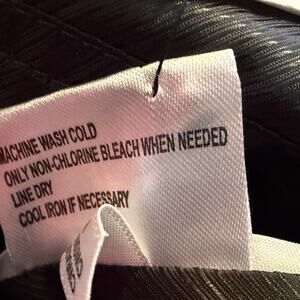 MACHINE WASH COLD
ONLY NON-CHLORINE BLEACH WHEN NEEDED
LINE DRY
COOL IRON IF NECESSARY